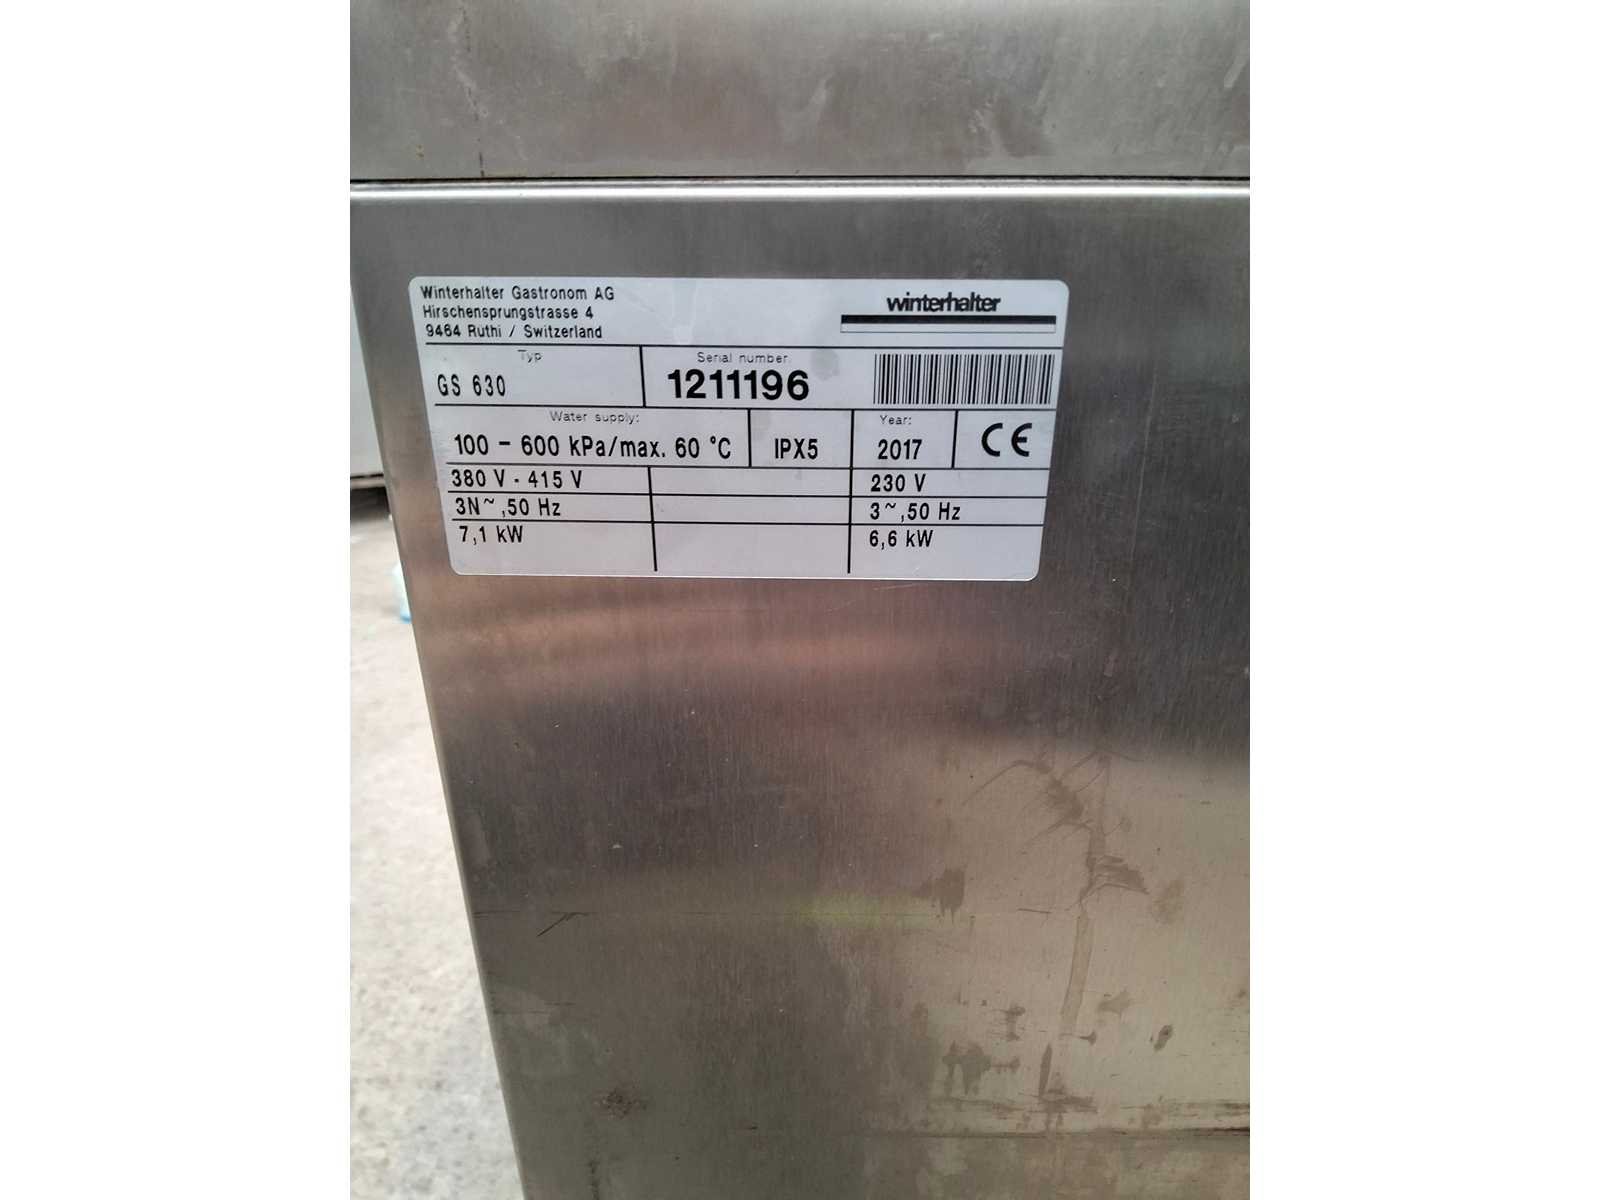 Winterhalter Gastronom AG
Hirschensprungstrasse 4
9464 Ruthi / Switzerland
winterhalter
Typ
GS 630
Serial number:
1211196
Water supply:
100 - 600 kPa/max. 60 °C
IPX5
Year:
2017
CE
380 V - 415 V
230 V
3N~,50 Hz
3~,50 Hz
7,1 kW
6,6 kW